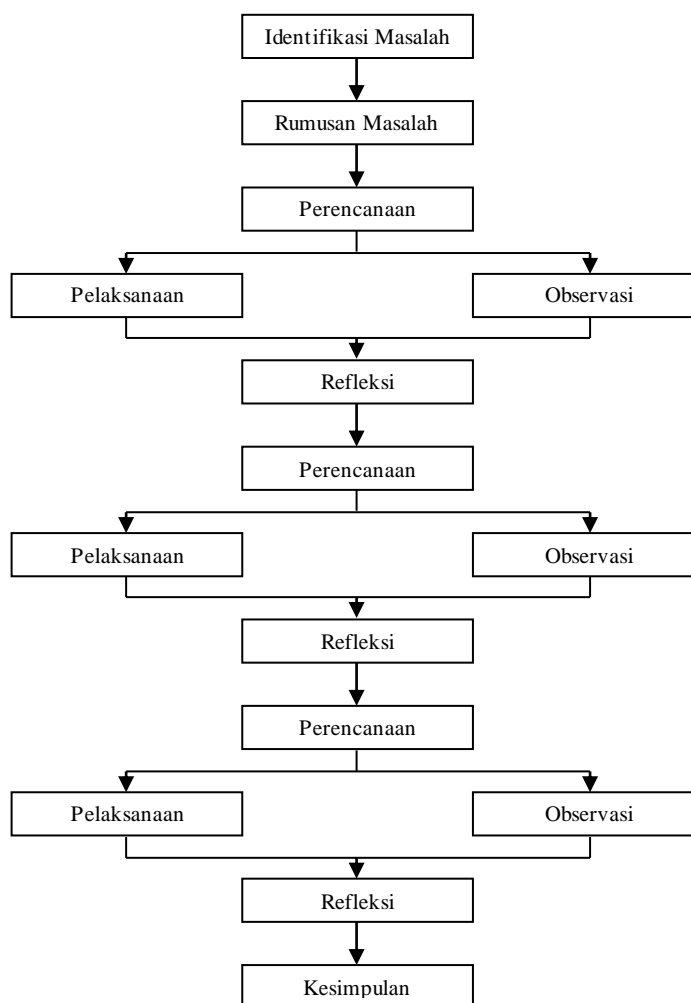 Identifikasi Masalah
Rumusan Masalah
Perencanaan
Pelaksanaan
Observasi
Refleksi
Perencanaan
Pelaksanaan
Observasi
Refleksi
Perencanaan
Pelaksanaan
Observasi
Refleksi
Kesimpulan